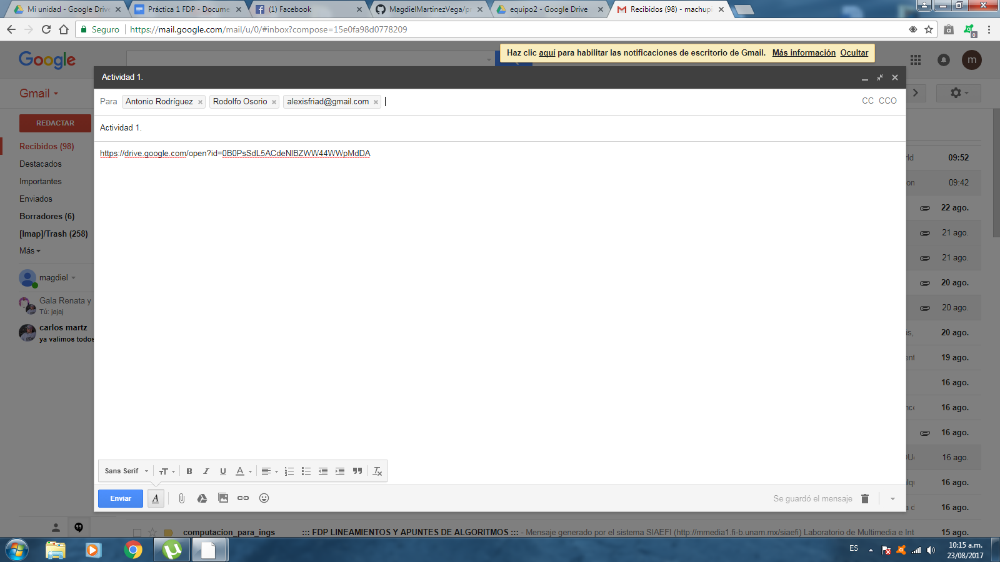 Mi unidad - Google Drive
Práctica 1 FDP - Docume
(1) Facebook
MagdielMartinezVega/pr
equipo2 - Google Drive
Recibidos (98) - machupi
Seguro
https://mail.google.com/mail/u/0/#inbox?compose=15e0fa98d0778209
Haz clic aquí para habilitar las notificaciones de escritorio de Gmail. Más información Ocultar
Google
m
Gmail
Actividad 1.
Para Antonio Rodríguez Rodolfo Osorio alexisfriad@gmail.com
CC CCO
Actividad 1.
https://drive.google.com/open?id=0B0PsSdL5ACdeNlBZWW44WWpMdDA
REDACTAR
Recibidos (98)
Destacados
Importantes
Enviados
Borradores (6)
[Imap]/Trash (258)
Más
magdiel
Gala Renata y
Tú: jajaj
carlos martz
ya valimos todos
09:52
09:42
22 ago.
21 ago.
21 ago.
20 ago.
20 ago.
20 ago.
19 ago.
16 ago.
16 ago.
16 ago.
16 ago.
16 ago.
16 ago.
Sans Serif
Enviar
Se guardó el mensaje
computacion_para_ings ::: FDP LINEAMIENTOS Y APUNTES DE ALGORITMOS ::: - Mensaje generado por el sistema SIAEFI (http://mmedia1.fi-b.unam.mx/siaefi) Laboratorio de Multimedia e Int 15 ago.
ES
10:15 a.m.
23/08/2017